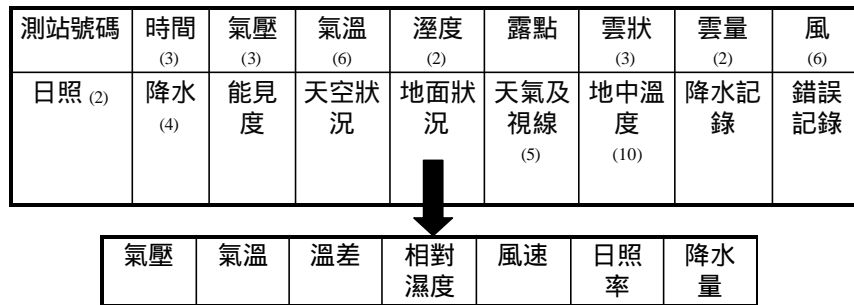 測站號碼 時間 氣壓 氣溫 溼度 露點 雲狀 雲量 風
(3) (3) (6) (2) (3) (2) (6)
日照 (2) 降水 能見 天空狀 地面狀 天氣及 地中溫 降水記 錯誤
(4) 度 況 況 視線 度 錄 記錄
(5) (10)
氣壓 氣溫 溫差 相對 風速 日照 降水
濕度 率 量